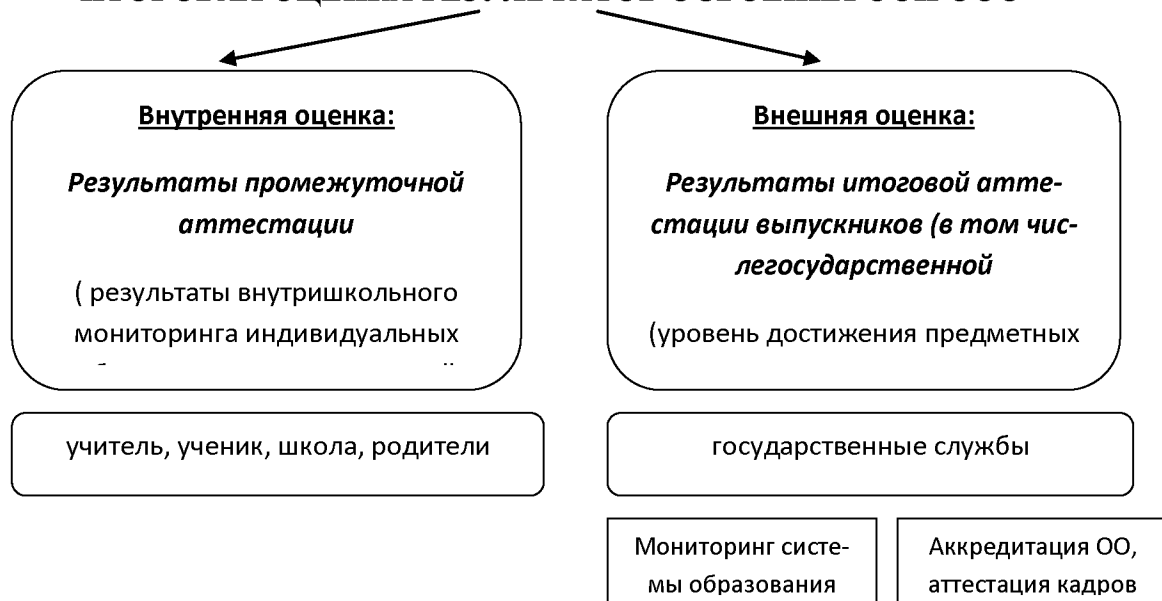 Внутренняя оценка:
Результаты промежуточной
аттестации
( результаты внутришкольного
мониторинга индивидуальных
Внешняя оценка:
Результаты итоговой атте-
стации выпускников (в том чис-
легосударственной
(уровень достижения предметных
учитель, ученик, школа, родители
государственные службы
Мониторинг систе-
мы образования
Аккредитация ОО,
аттестация кадров